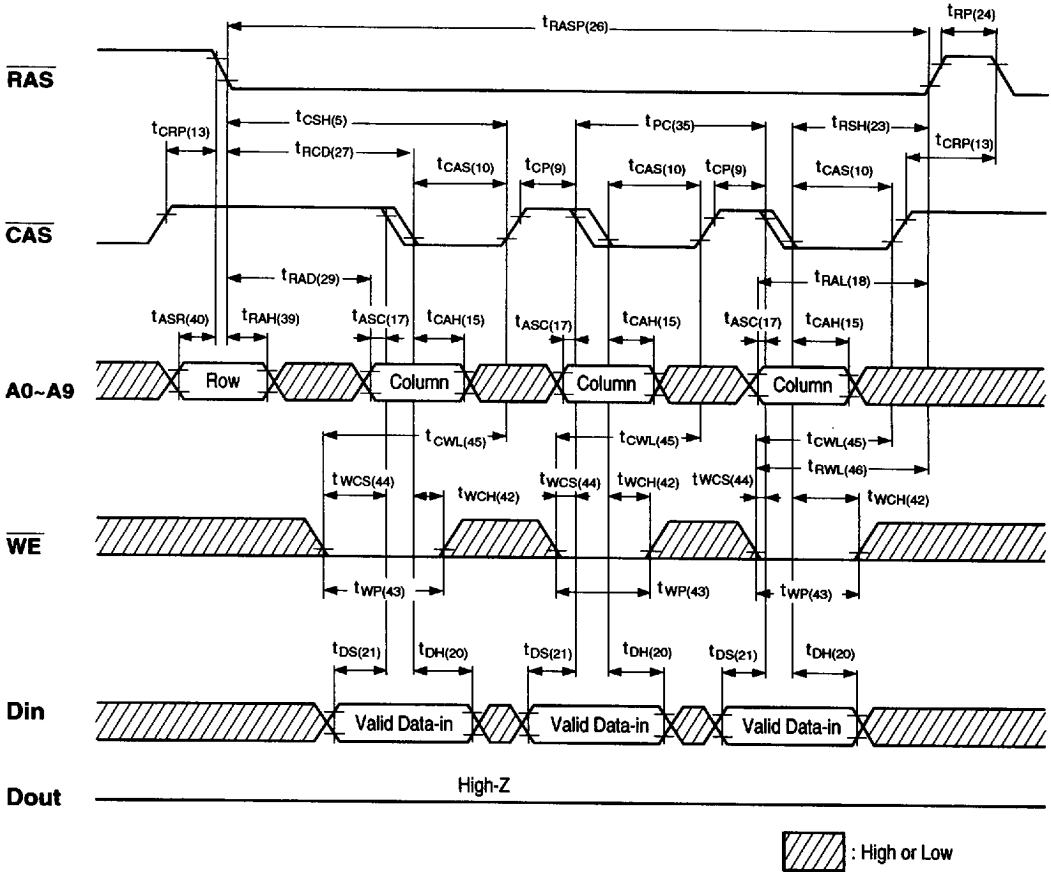 tRASP(26)
tRP(24)
RAS
tCSH(5)
tPC(35)
tRSH(23)
tCRP(13)
tRCD(27)
tCRP(13)
tCAS(10)
tCP(9)
tCAS(10)
tCP(9)
tCAS(10)
CAS
tRAD(29)
tRAL(18)
tASR(40)
tRAH(39)
tASC(17)
tCAH(15)
tASC(17)
tCAH(15)
tASC(17)
tCAH(15)
A0~A9
Row
Column
Column
Column
tCWL(45)
tCWL(45)
tCWL(45)
tRWL(46)
tWCS(44)
tWCH(42)
tWCS(44)
tWCH(42)
tWCS(44)
tWCH(42)
WE
tWP(43)
tWP(43)
tWP(43)
tDS(21)
tDH(20)
tDS(21)
tDH(20)
tDS(21)
tDH(20)
Din
Valid Data-in
Valid Data-in
Valid Data-in
High-Z
Dout
: High or Low